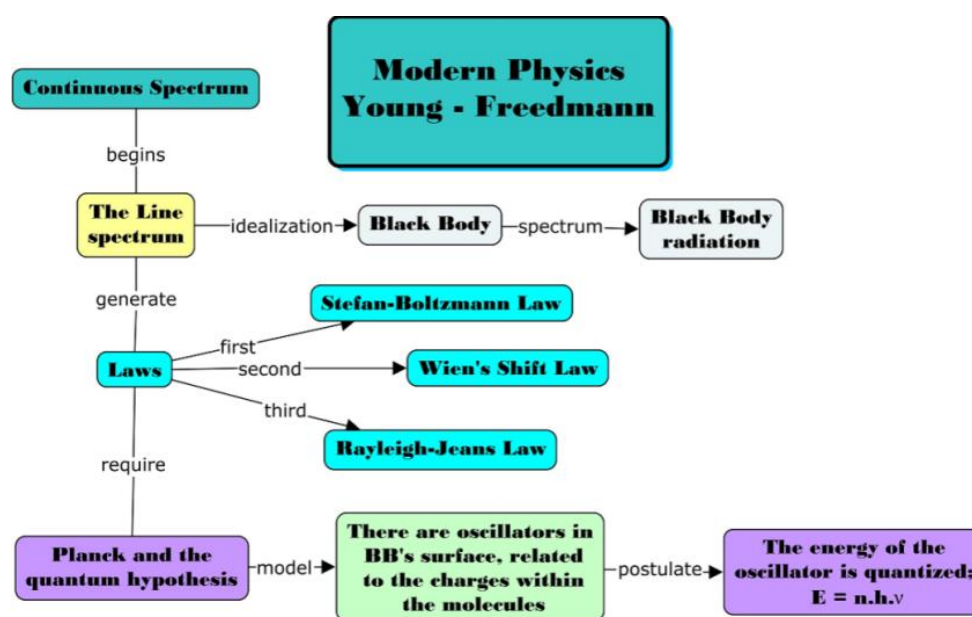 Modern Physics
Young - Freedmann
Continuous Spectrum
begins
The Line
spectrum
idealization
Black Body
spectrum
Black Body
radiation
generate
Stefan-Boltzmann Law
first
Laws
second
Wien's Shift Law
third
Rayleigh-Jeans Law
require
Planck and the
quantum hypothesis
model
There are oscillators in
BB's surface, related
to the charges within
the molecules
postulate
The energy of the
oscillator is quantized:
E = n.h.ν